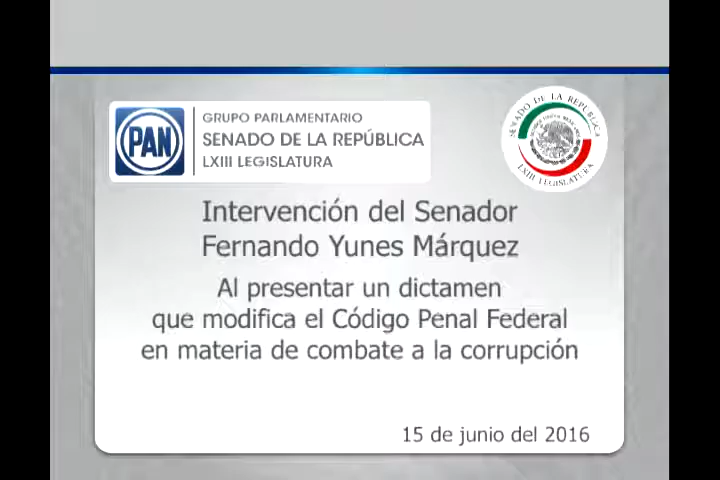 PAN
GRUPO PARLAMENTARIO
SENADO DE LA REPÚBLICA
LXIII LEGISLATURA
SENADO DE LA REPÚBLICA
LXIII LEGISLATURA
Intervención del Senador
Fernando Yunes Márquez
Al presentar un dictamen
que modifica el Código Penal Federal
en materia de combate a la corrupción
15 de junio del 2016